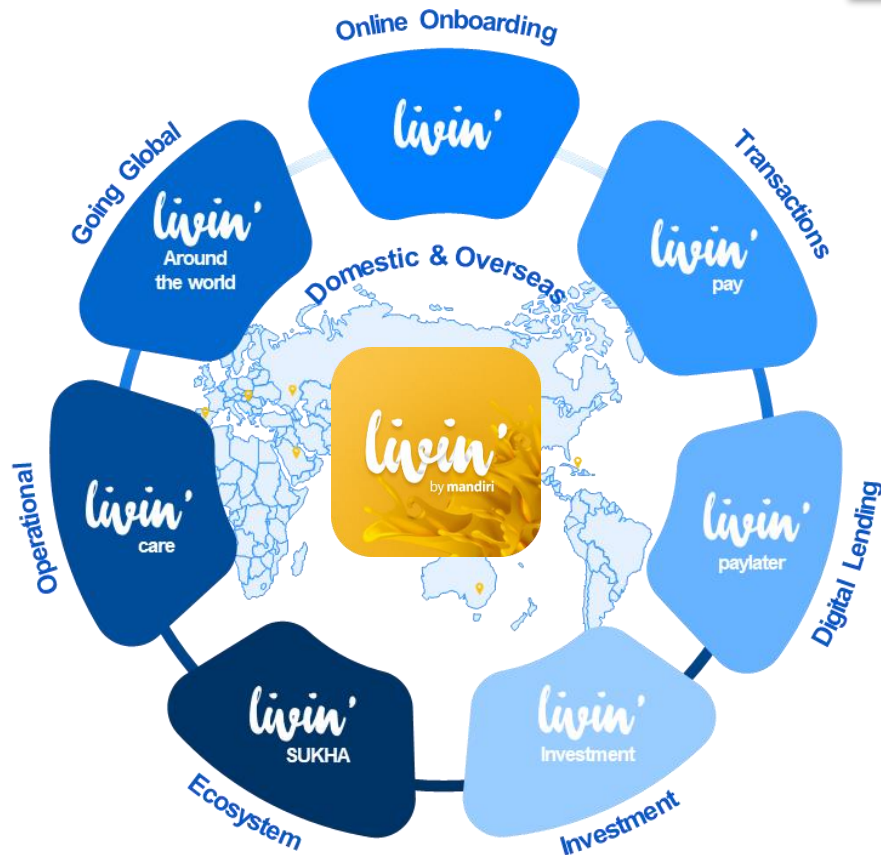 Online Onboarding
livin'
Transactions
livin'
pay
Digital Lending
livin'
paylater
Investment
livin'
Investment
Ecosystem
livin'
SUKHA
Operational
livin'
care
Going Global
livin'
Around
the world
Domestic & Overseas
livin'
by mandiri